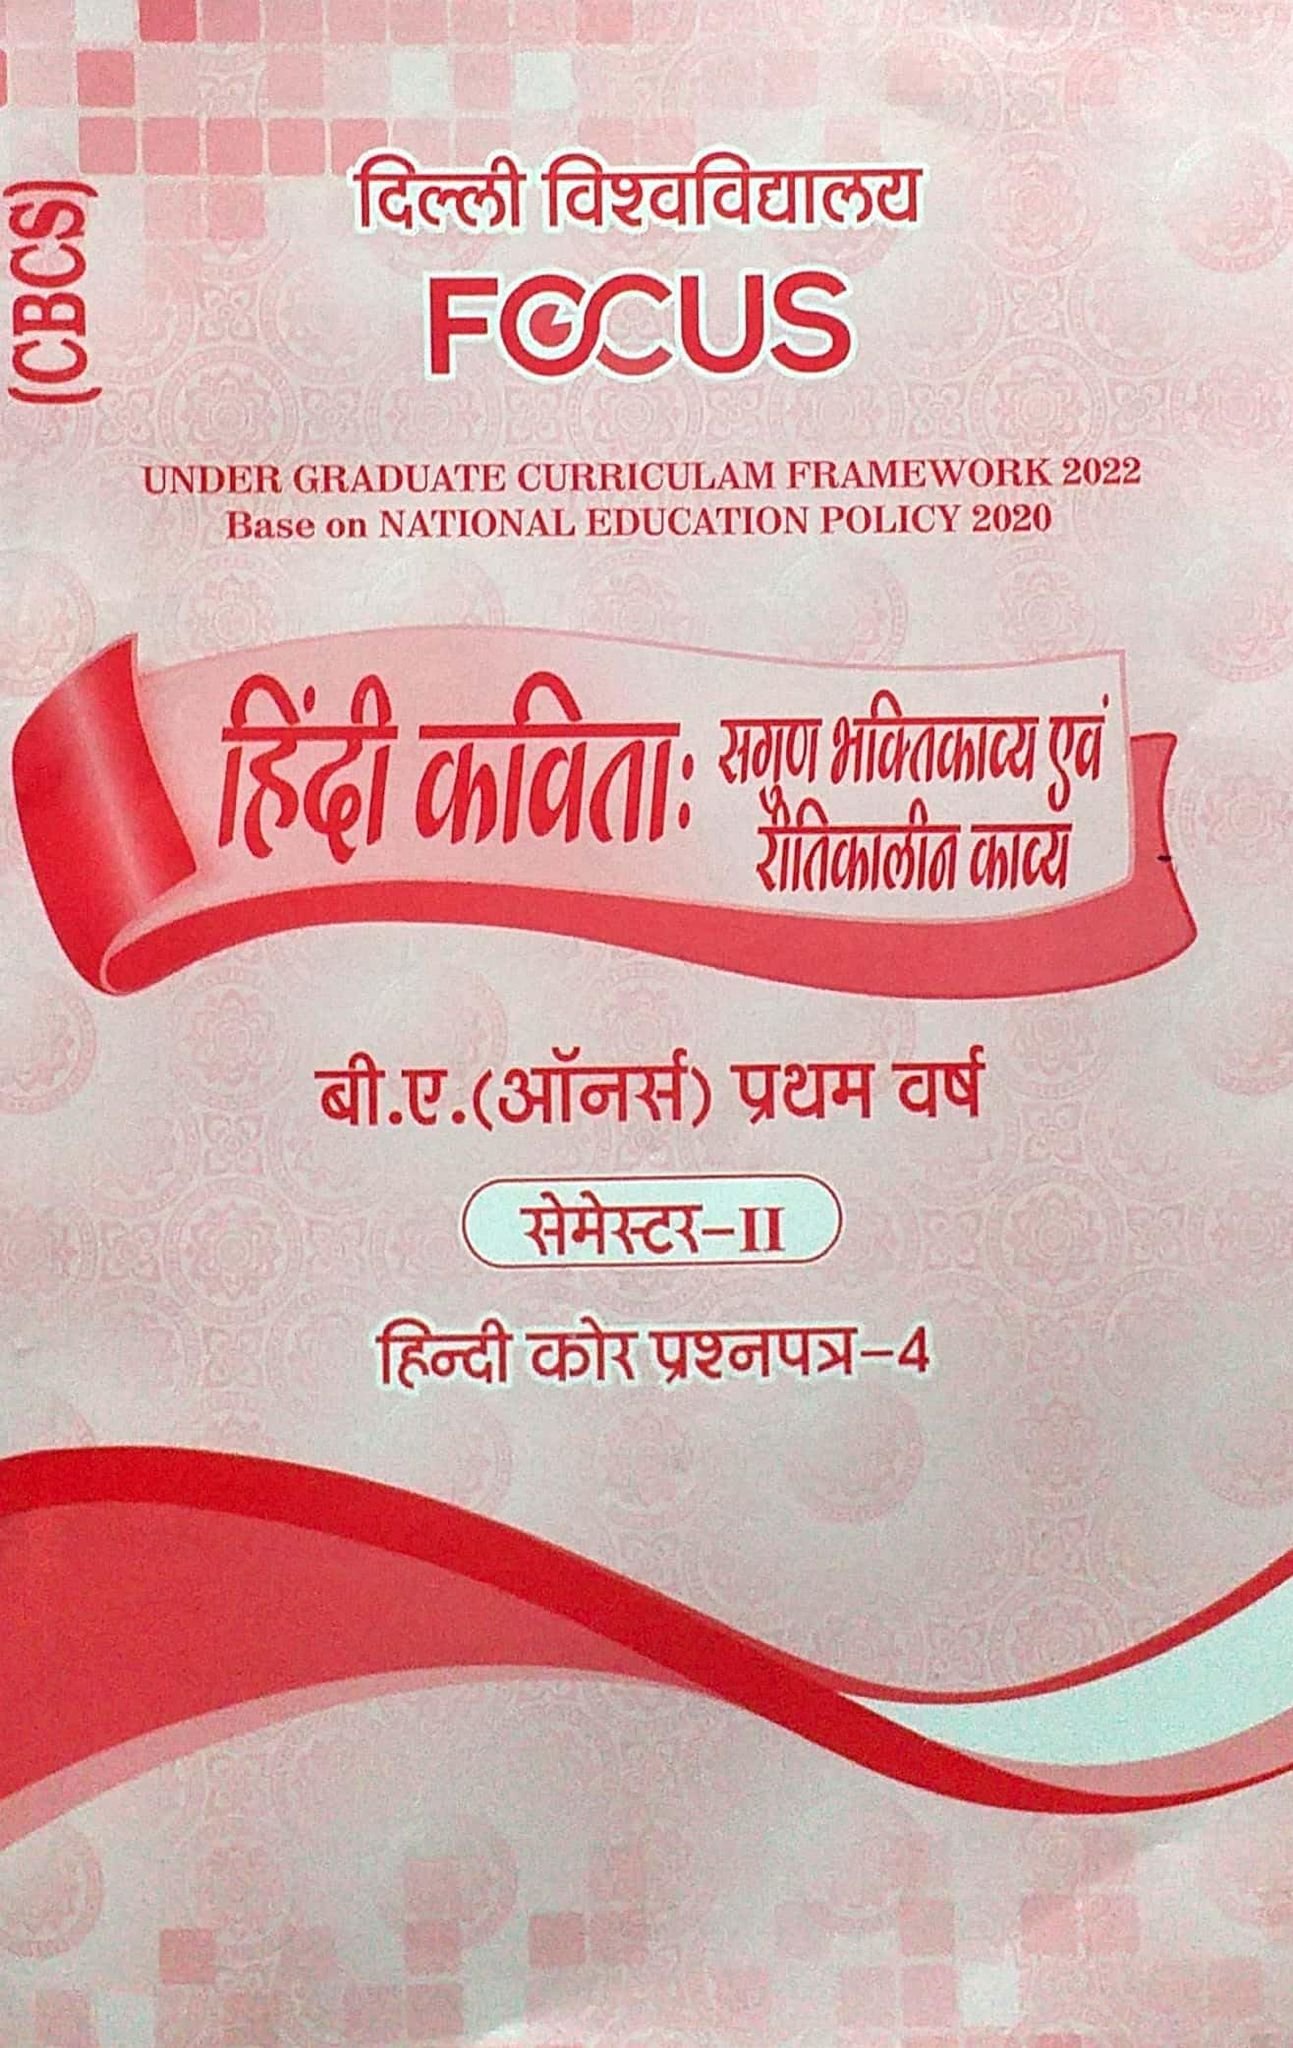 (CBCS)
दिल्ली विश्वविद्यालय
FOCUS
UNDER GRADUATE CURRICULAM FRAMEWORK 2022
Base on NATIONAL EDUCATION POLICY 2020
हिंदी कविता: सगुण भक्तिकाव्य एवं
रीतिकालीन काव्य
बी.ए.(ऑनर्स) प्रथम वर्ष
सेमेस्टर–II
हिन्दी कोर प्रश्नपत्र–4